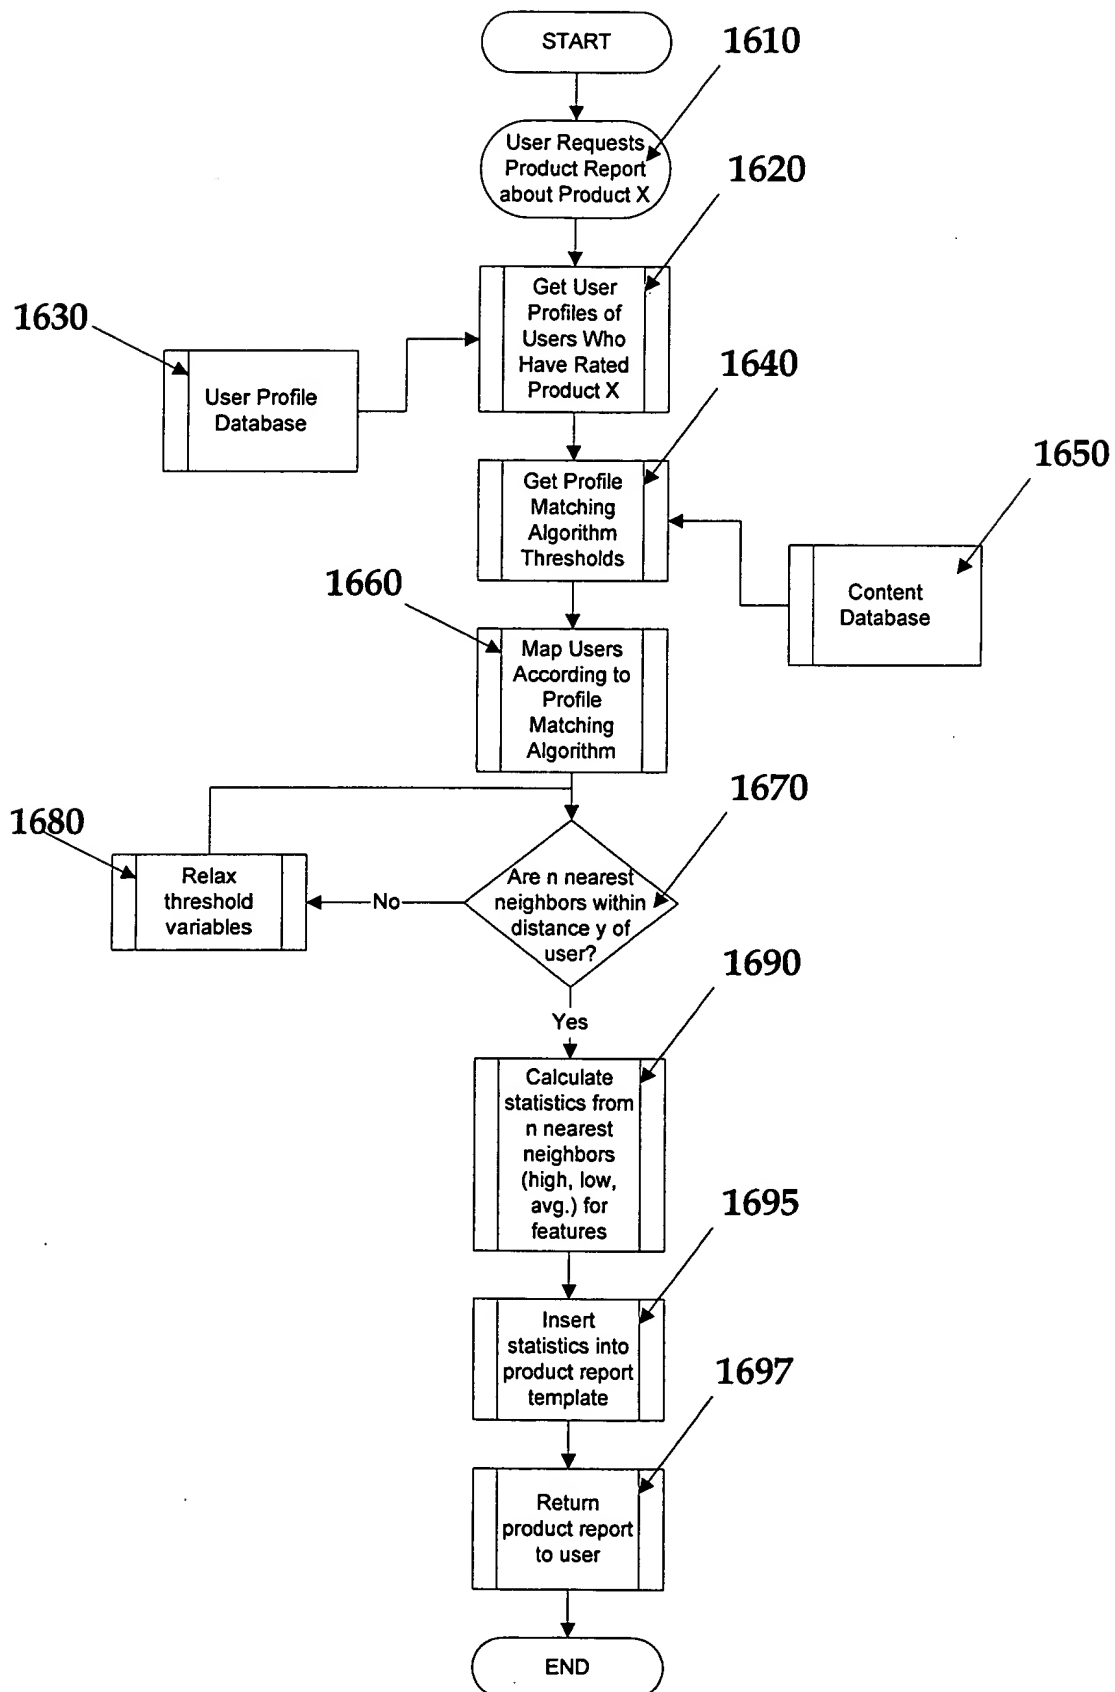 START
1610
User Requests
Product Report
about Product X
1620
Get User
Profiles of
Users Who
Have Rated
Product X
1630
User Profile
Database
1640
Get Profile
Matching
Algorithm
Thresholds
1650
Content
Database
1660
Map Users
According to
Profile
Matching
Algorithm
1670
Are n nearest
neighbors within
distance y of
user?
1680
Relax
threshold
variables
No
Yes
1690
Calculate
statistics from
n nearest
neighbors
(high, low,
avg.) for
features
1695
Insert
statistics into
product report
template
1697
Return
product report
to user
END